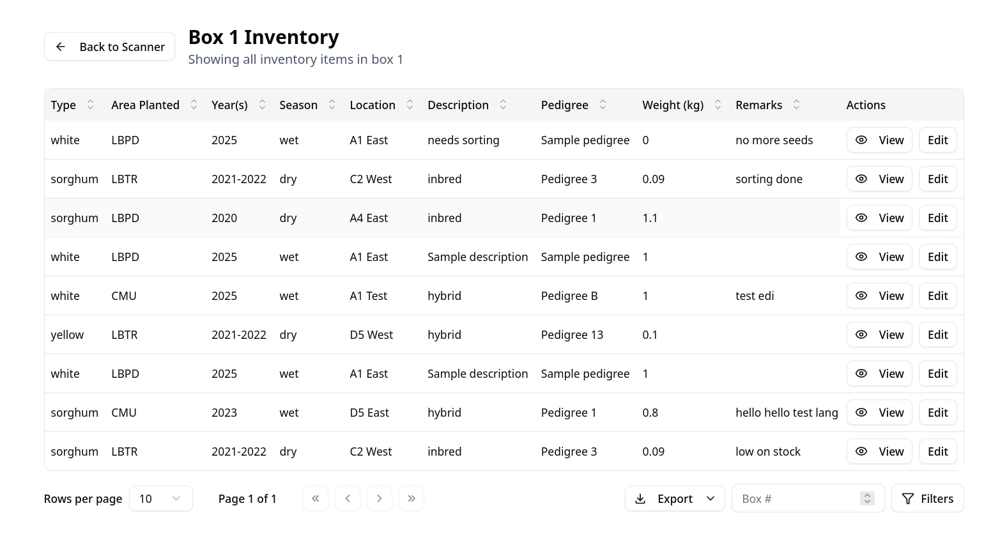 Back to Scanner
Box 1 Inventory
Showing all inventory items in box 1
Type Area Planted Year(s) Season Location Description Pedigree Weight (kg) Remarks Actions
white LBPD 2025 wet A1 East needs sorting Sample pedigree 0 no more seeds View Edit
sorghum LBTR 2021-2022 dry C2 West inbred Pedigree 3 0.09 sorting done View Edit
sorghum LBPD 2020 dry A4 East inbred Pedigree 1 1.1 View Edit
white LBPD 2025 wet A1 East Sample description Sample pedigree 1 View Edit
white CMU 2025 wet A1 Test hybrid Pedigree B 1 test edi View Edit
yellow LBTR 2021-2022 dry D5 West hybrid Pedigree 13 0.1 View Edit
white LBPD 2025 wet A1 East Sample description Sample pedigree 1 View Edit
sorghum CMU 2023 wet D5 East hybrid Pedigree 1 0.8 hello hello test lang View Edit
sorghum LBTR 2021-2022 dry C2 West inbred Pedigree 3 0.09 low on stock View Edit
Rows per page 10 Page 1 of 1 Export Box # Filters